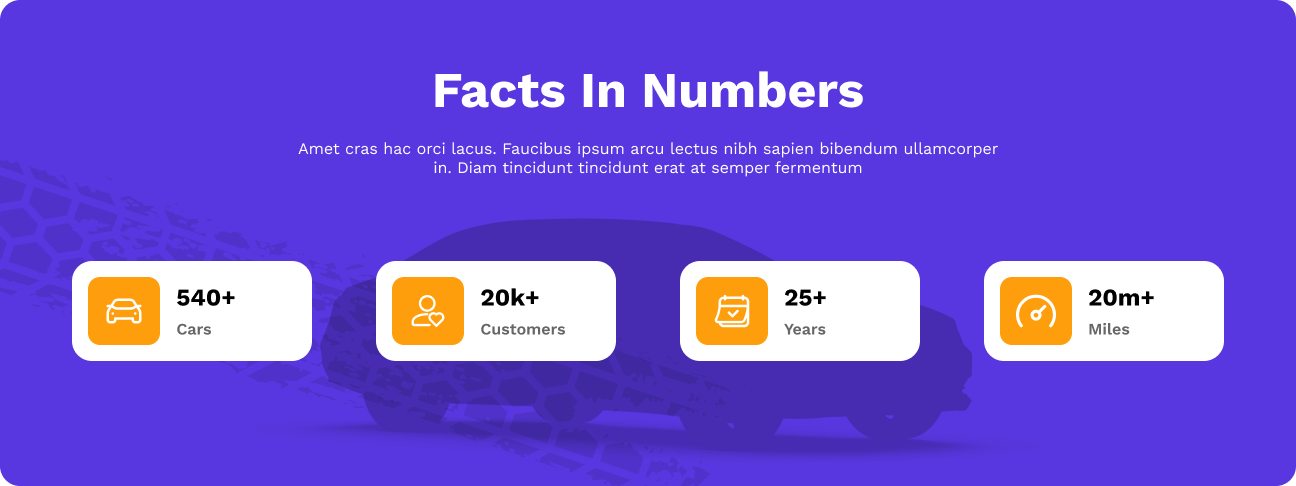 Facts In Numbers
Amet cras hac orci lacus. Faucibus ipsum arcu lectus nibh sapien bibendum ullamcorper
in. Diam tincidunt tincidunt erat at semper fermentum
540+
Cars
20k+
Customers
25+
Years
20m+
Miles